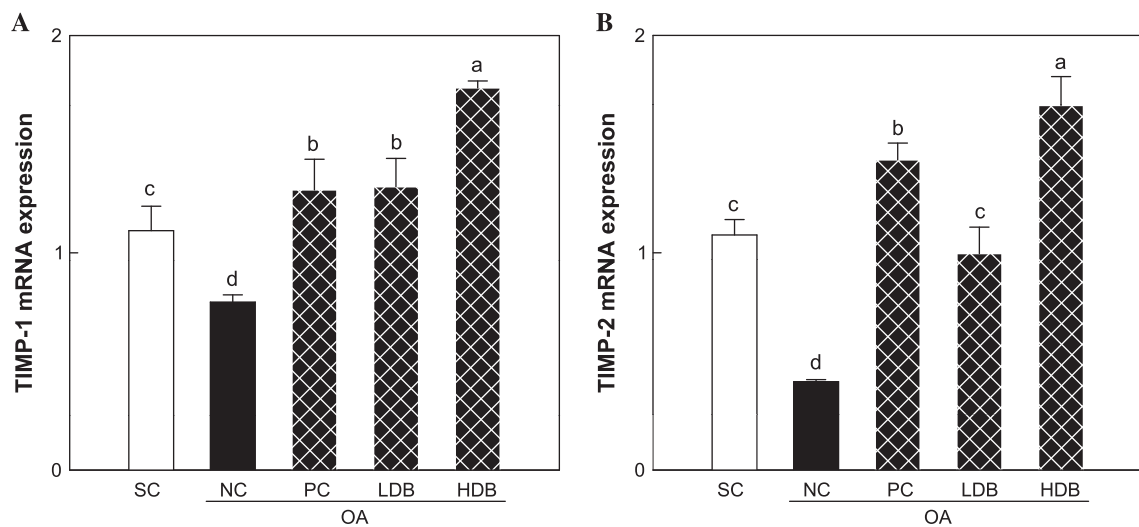 A
TIMP-1 mRNA expression
2
1
0
c
d
b
b
a
SC NC PC LDB HDB
OA
B
TIMP-2 mRNA expression
2
1
0
c
d
b
c
a
SC NC PC LDB HDB
OA